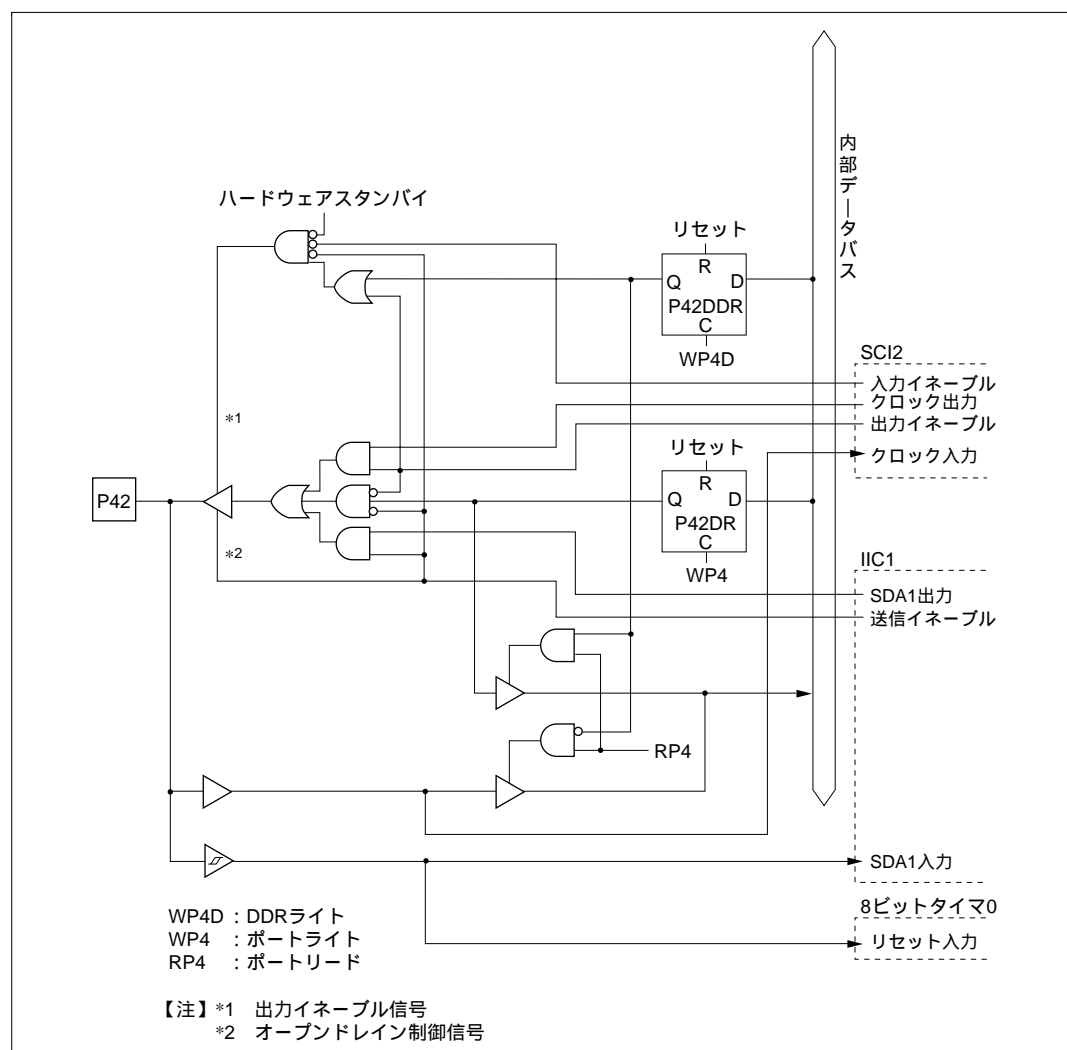 内部データバス
ハードウェアスタンバイ
リセット
R
Q D
P42DDR
C
WP4D
SCI2
入力イネーブル
クロック出力
出力イネーブル
クロック入力
*1
リセット
R
Q D
P42DR
C
WP4
P42
*2
IIC1
SDA1出力
送信イネーブル
RP4
SDA1入力
8ビットタイマ0
リセット入力
WP4D : DDRライト
WP4 : ポートライト
RP4 : ポートリード
【注】*1 出力イネーブル信号
*2 オープンドレイン制御信号